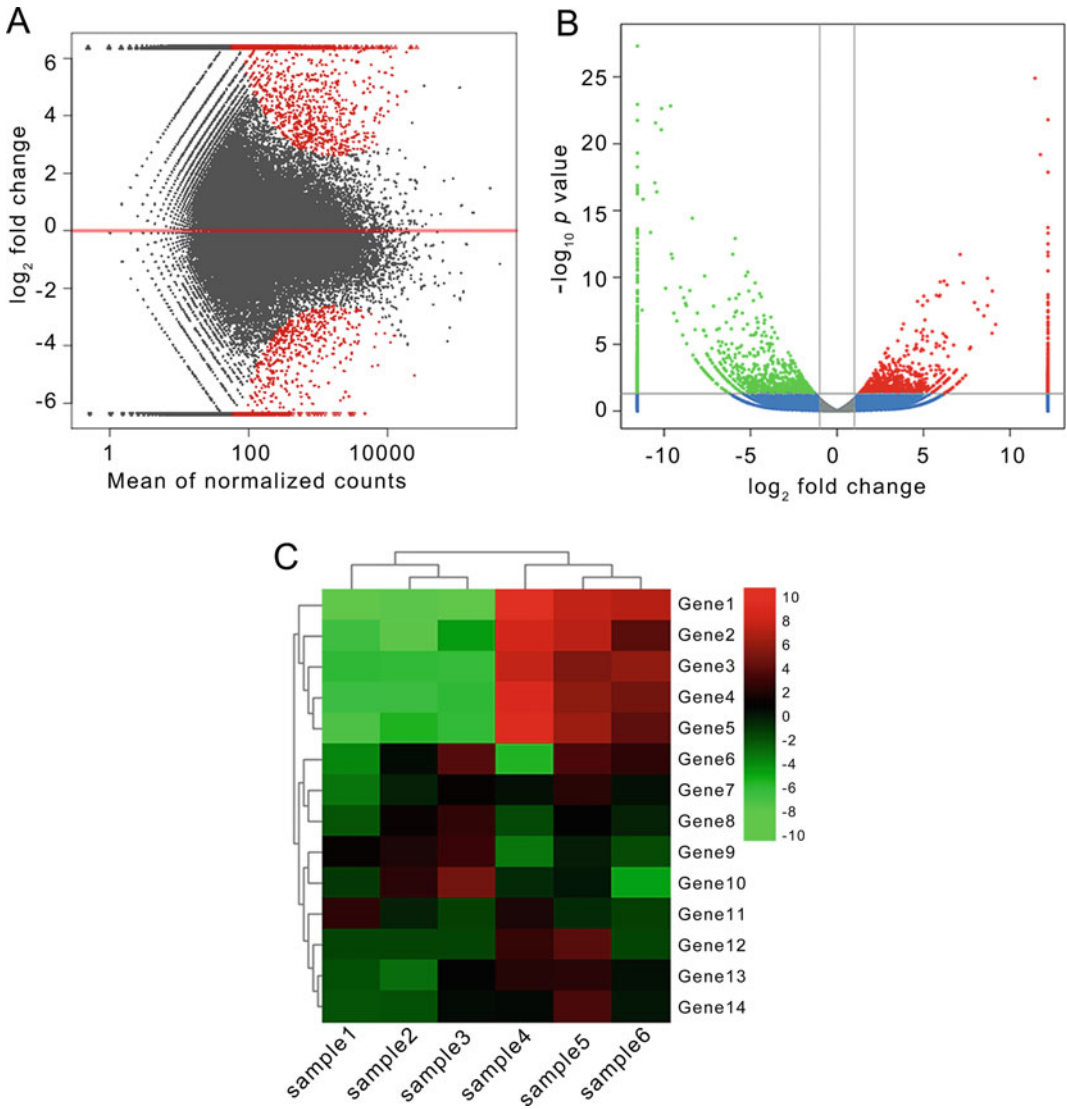 A
6
4
2
0
-2
-4
-6
log2 fold change
1
100
10000
Mean of normalized counts
B
25
20
15
10
5
0
-log10 p value
-10
-5
0
5
10
log2 fold change
C
10
8
6
4
2
0
-2
-4
-6
-8
-10
Gene1
Gene2
Gene3
Gene4
Gene5
Gene6
Gene7
Gene8
Gene9
Gene10
Gene11
Gene12
Gene13
Gene14
sample1
sample2
sample3
sample4
sample5
sample6